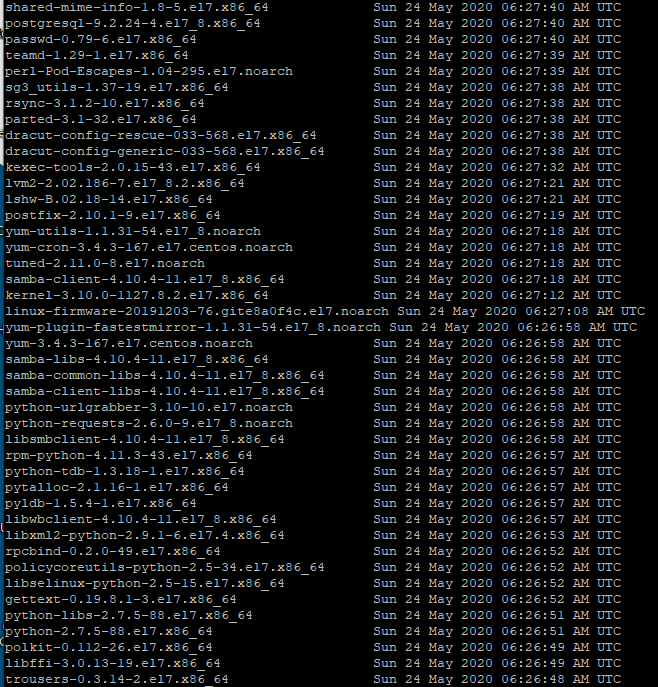 shared-mime-info-1.8-5.el7.x86_64 Sun 24 May 2020 06:27:40 AM UTC
postgresql-9.2.24-4.el7_8.x86_64 Sun 24 May 2020 06:27:40 AM UTC
passwd-0.79-6.el7.x86_64 Sun 24 May 2020 06:27:40 AM UTC
teamd-1.29-1.el7.x86_64 Sun 24 May 2020 06:27:39 AM UTC
perl-Pod-Escapes-1.04-295.el7.noarch Sun 24 May 2020 06:27:39 AM UTC
sg3_utils-1.37-19.el7.x86_64 Sun 24 May 2020 06:27:38 AM UTC
rsync-3.1.2-10.el7.x86_64 Sun 24 May 2020 06:27:38 AM UTC
parted-3.1-32.el7.x86_64 Sun 24 May 2020 06:27:38 AM UTC
dracut-config-rescue-033-568.el7.x86_64 Sun 24 May 2020 06:27:38 AM UTC
dracut-config-generic-033-568.el7.x86_64 Sun 24 May 2020 06:27:38 AM UTC
kexec-tools-2.0.15-43.el7.x86_64 Sun 24 May 2020 06:27:32 AM UTC
lvm2-2.02.186-7.el7_8.2.x86_64 Sun 24 May 2020 06:27:21 AM UTC
lshw-B.02.18-14.el7.x86_64 Sun 24 May 2020 06:27:21 AM UTC
postfix-2.10.1-9.el7.x86_64 Sun 24 May 2020 06:27:19 AM UTC
yum-utils-1.1.31-54.el7_8.noarch Sun 24 May 2020 06:27:18 AM UTC
yum-cron-3.4.3-167.el7.centos.noarch Sun 24 May 2020 06:27:18 AM UTC
tuned-2.11.0-8.el7.noarch Sun 24 May 2020 06:27:18 AM UTC
samba-client-4.10.4-11.el7_8.x86_64 Sun 24 May 2020 06:27:18 AM UTC
kernel-3.10.0-1127.8.2.el7.x86_64 Sun 24 May 2020 06:27:12 AM UTC
linux-firmware-20191203-76.gite8a0f4c.el7.noarch Sun 24 May 2020 06:27:08 AM UTC
yum-plugin-fastestmirror-1.1.31-54.el7_8.noarch Sun 24 May 2020 06:26:58 AM UTC
yum-3.4.3-167.el7.centos.noarch Sun 24 May 2020 06:26:58 AM UTC
samba-libs-4.10.4-11.el7_8.x86_64 Sun 24 May 2020 06:26:58 AM UTC
samba-common-libs-4.10.4-11.el7_8.x86_64 Sun 24 May 2020 06:26:58 AM UTC
samba-client-libs-4.10.4-11.el7_8.x86_64 Sun 24 May 2020 06:26:58 AM UTC
python-urlgrabber-3.10-10.el7.noarch Sun 24 May 2020 06:26:58 AM UTC
python-requests-2.6.0-9.el7_8.noarch Sun 24 May 2020 06:26:58 AM UTC
libsmbclient-4.10.4-11.el7_8.x86_64 Sun 24 May 2020 06:26:58 AM UTC
rpm-python-4.11.3-43.el7.x86_64 Sun 24 May 2020 06:26:57 AM UTC
python-tdb-1.3.18-1.el7.x86_64 Sun 24 May 2020 06:26:57 AM UTC
pytalloc-2.1.16-1.el7.x86_64 Sun 24 May 2020 06:26:57 AM UTC
pyldb-1.5.4-1.el7.x86_64 Sun 24 May 2020 06:26:57 AM UTC
libwbclient-4.10.4-11.el7_8.x86_64 Sun 24 May 2020 06:26:57 AM UTC
libxml2-python-2.9.1-6.el7.4.x86_64 Sun 24 May 2020 06:26:53 AM UTC
rpcbind-0.2.0-49.el7.x86_64 Sun 24 May 2020 06:26:52 AM UTC
policycoreutils-python-2.5-34.el7.x86_64 Sun 24 May 2020 06:26:52 AM UTC
libselinux-python-2.5-15.el7.x86_64 Sun 24 May 2020 06:26:52 AM UTC
gettext-0.19.8.1-3.el7.x86_64 Sun 24 May 2020 06:26:52 AM UTC
python-libs-2.7.5-88.el7.x86_64 Sun 24 May 2020 06:26:51 AM UTC
python-2.7.5-88.el7.x86_64 Sun 24 May 2020 06:26:51 AM UTC
polkit-0.112-26.el7.x86_64 Sun 24 May 2020 06:26:49 AM UTC
libffi-3.0.13-19.el7.x86_64 Sun 24 May 2020 06:26:49 AM UTC
trousers-0.3.14-2.el7.x86_64 Sun 24 May 2020 06:26:48 AM UTC